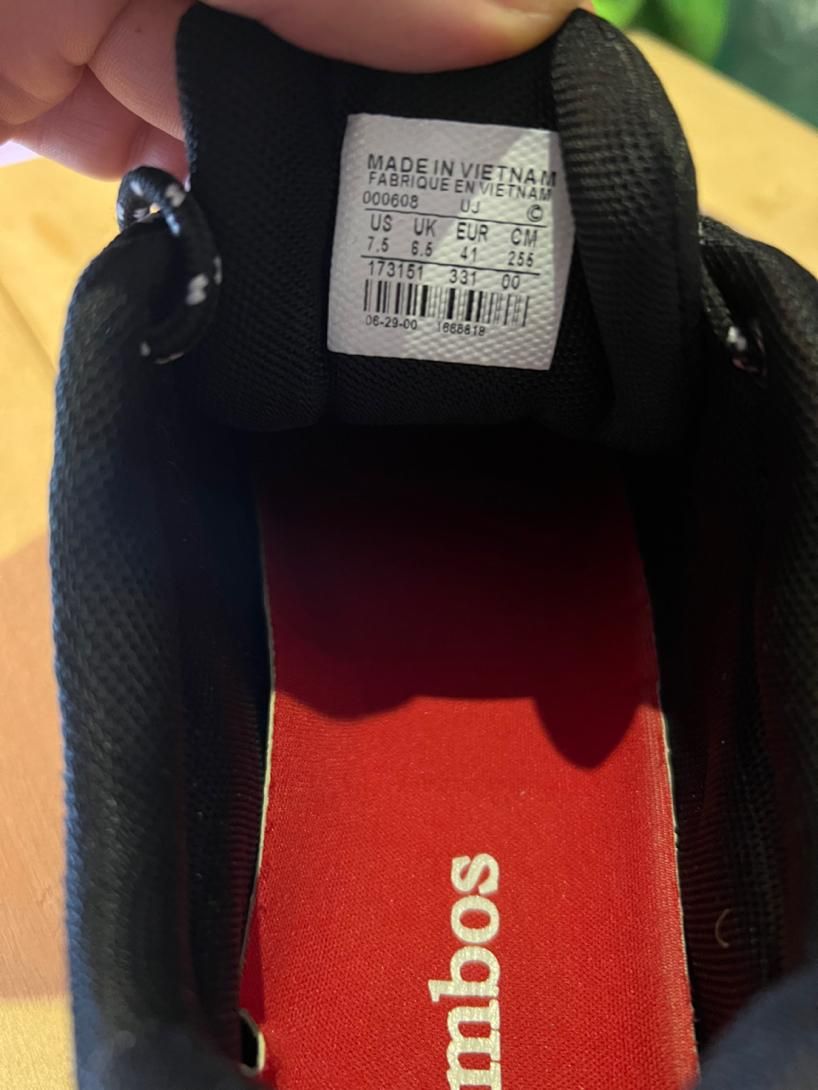 MADE IN VIETNAM
FABRIQUE EN VIETNAM
000608 UJ ©
US UK EUR CM
7.5 6.5 41 255
173151 331 00
06-29-00 1668618
mbos